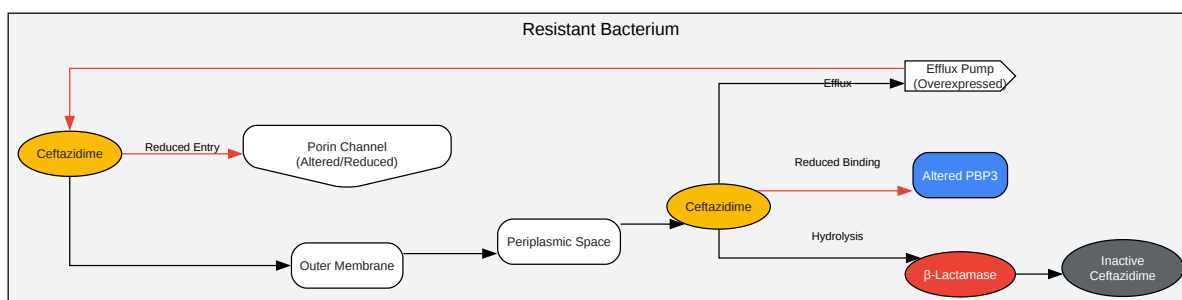 Resistant Bacterium
Efflux Pump
(Overexpressed)
Efflux
Ceftazidime
Reduced Entry
Porin Channel
(Altered/Reduced)
Reduced Binding
Altered PBP3
Ceftazidime
Periplasmic Space
Hydrolysis
Outer Membrane
β-Lactamase
Inactive
Ceftazidime